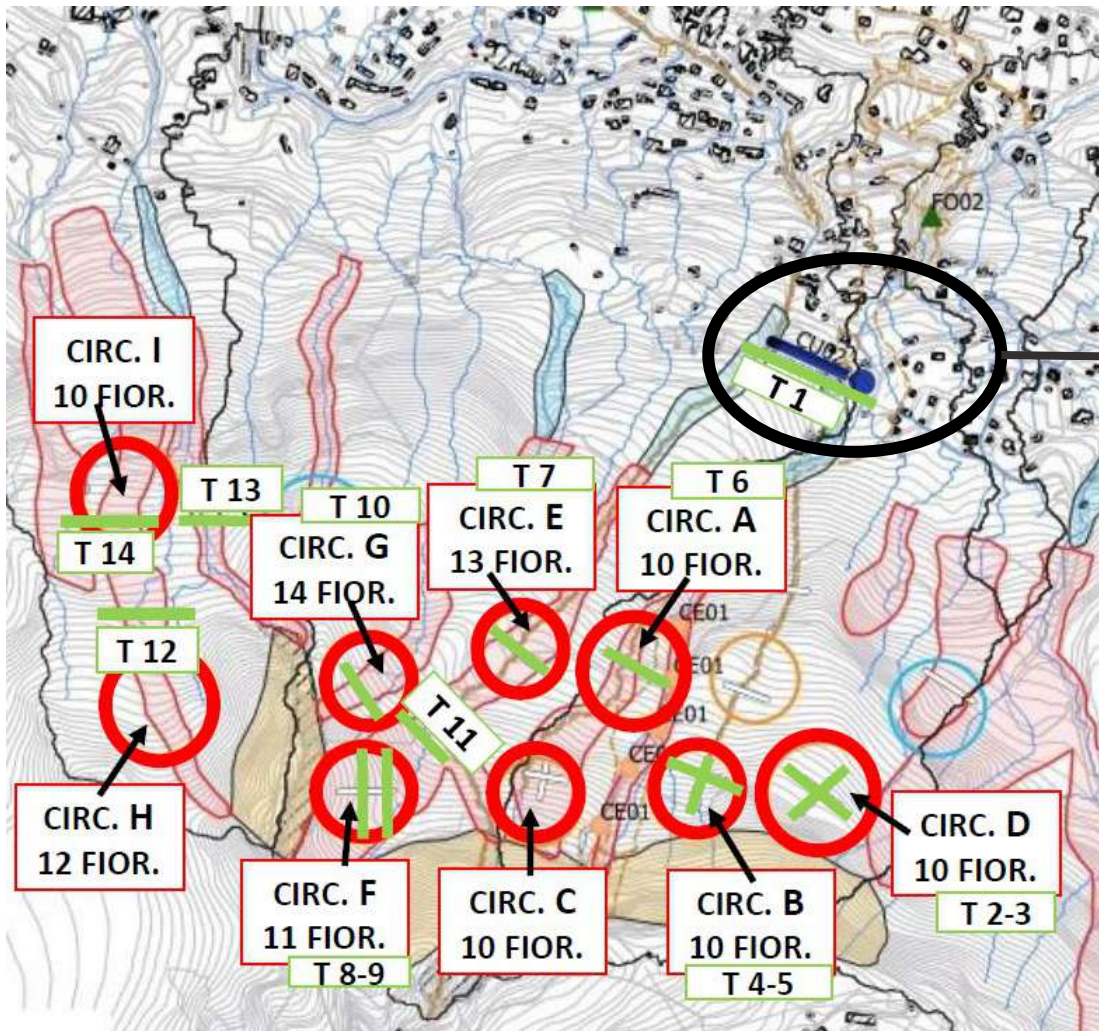 FO02
CU02
T 1
CIRC. I
10 FIOR.
T 13
T 14
T 10
CIRC. G
14 FIOR.
T 7
CIRC. E
13 FIOR.
T 6
CIRC. A
10 FIOR.
CE01
CE01
CE01
T 12
T 11
CE01
CIRC. H
12 FIOR.
CIRC. F
11 FIOR.
T 8-9
CIRC. C
10 FIOR.
CIRC. B
10 FIOR.
T 4-5
CIRC. D
10 FIOR.
T 2-3